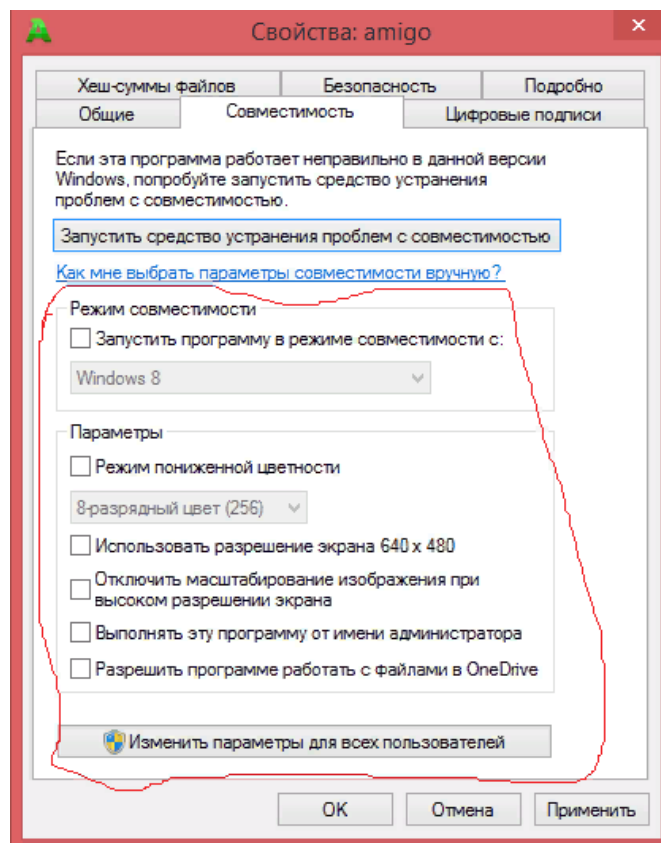 Свойства: amigo
Хеш-суммы файлов Безопасность Подробно
Общие Совместимость Цифровые подписи
Если эта программа работает неправильно в данной версии
Windows, попробуйте запустить средство устранения
проблем с совместимостью.
Запустить средство устранения проблем с совместимостью
Как мне выбрать параметры совместимости вручную?
Режим совместимости
Запустить программу в режиме совместимости с:
Windows 8
Параметры
Режим пониженной цветности
8-разрядный цвет (256)
Использовать разрешение экрана 640 x 480
Отключить масштабирование изображения при
высоком разрешении экрана
Выполнять эту программу от имени администратора
Разрешить программе работать с файлами в OneDrive
Изменить параметры для всех пользователей
OK Отмена Применить